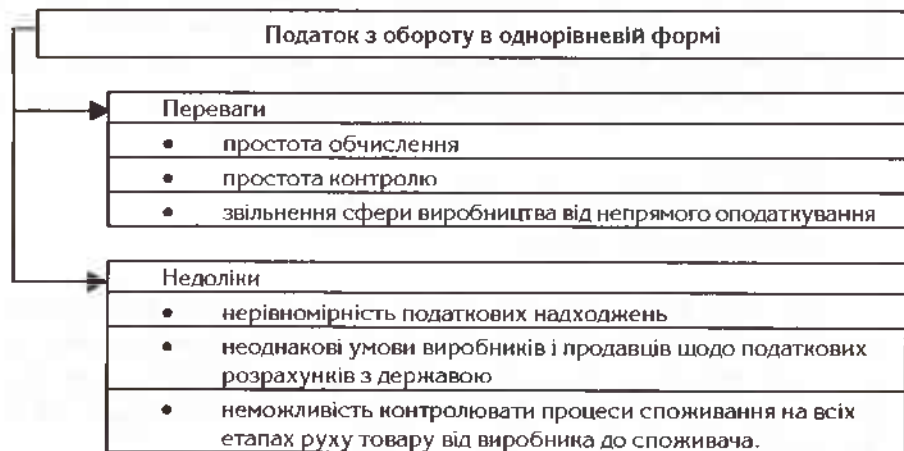 Податок з обороту в однорівневій формі
Переваги
• простота обчислення
• простота контролю
• звільнення сфери виробництва від непрямого оподаткування
Недоліки
• нерівномірність податкових надходжень
• неоднакові умови виробників і продавців щодо податкових
розрахунків з державою
• неможливість контролювати процеси споживання на всіх
етапах руху товару від виробника до споживача.